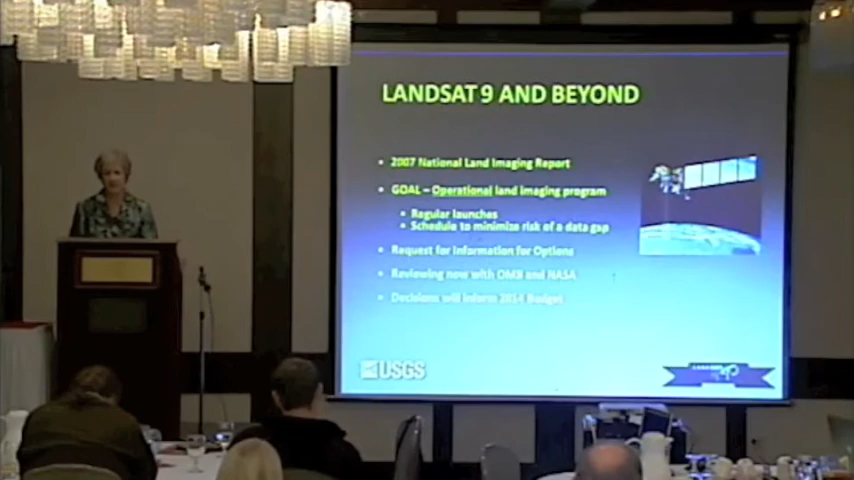 LANDSAT 9 AND BEYOND
• 2007 National Land Imaging Report
• GOAL – Operational land imaging program
• Regular launches
• Schedule to minimize risk of a data gap
• Request for Information for Options
• Reviewing now with OMB and NASA
• Decisions will inform 2014 Budget
USGS